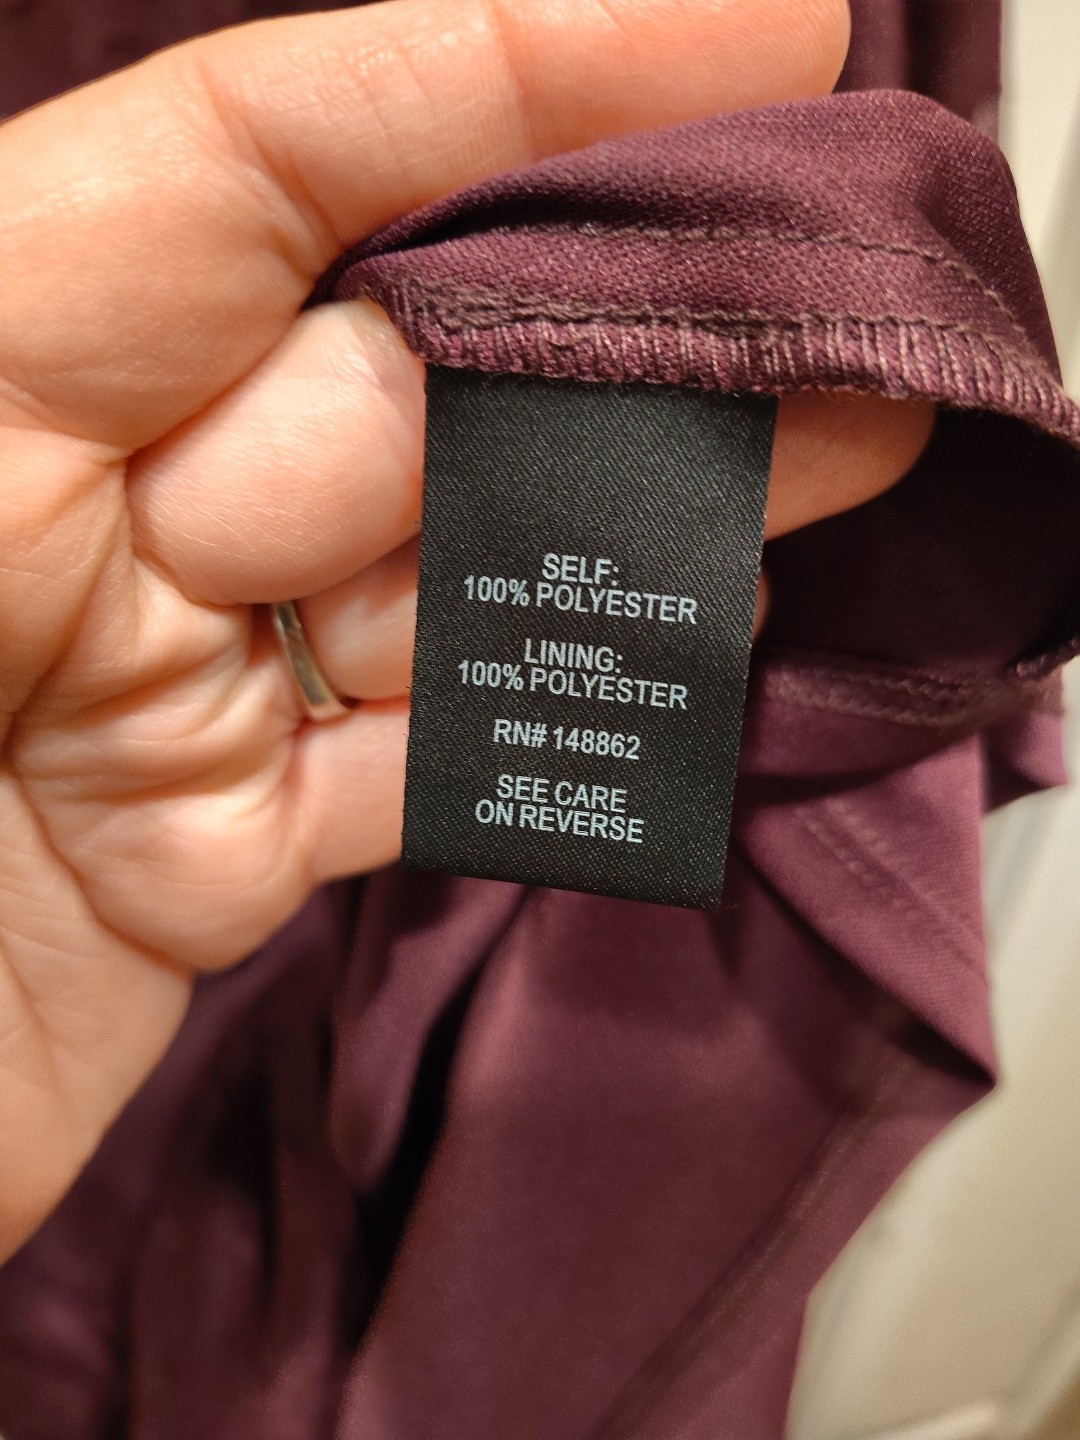 SELF:
100% POLYESTER
LINING:
100% POLYESTER
RN# 148862
SEE CARE
ON REVERSE